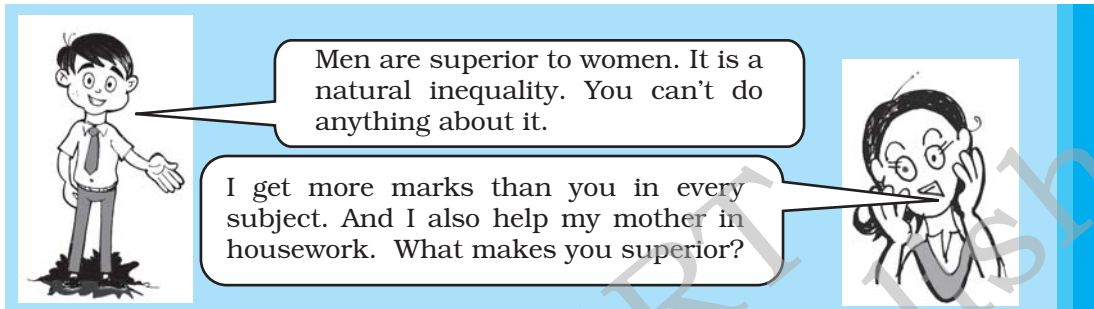 Men are superior to women. It is a
natural inequality. You can't do
anything about it.
I get more marks than you in every
subject. And I also help my mother in
housework. What makes you superior?